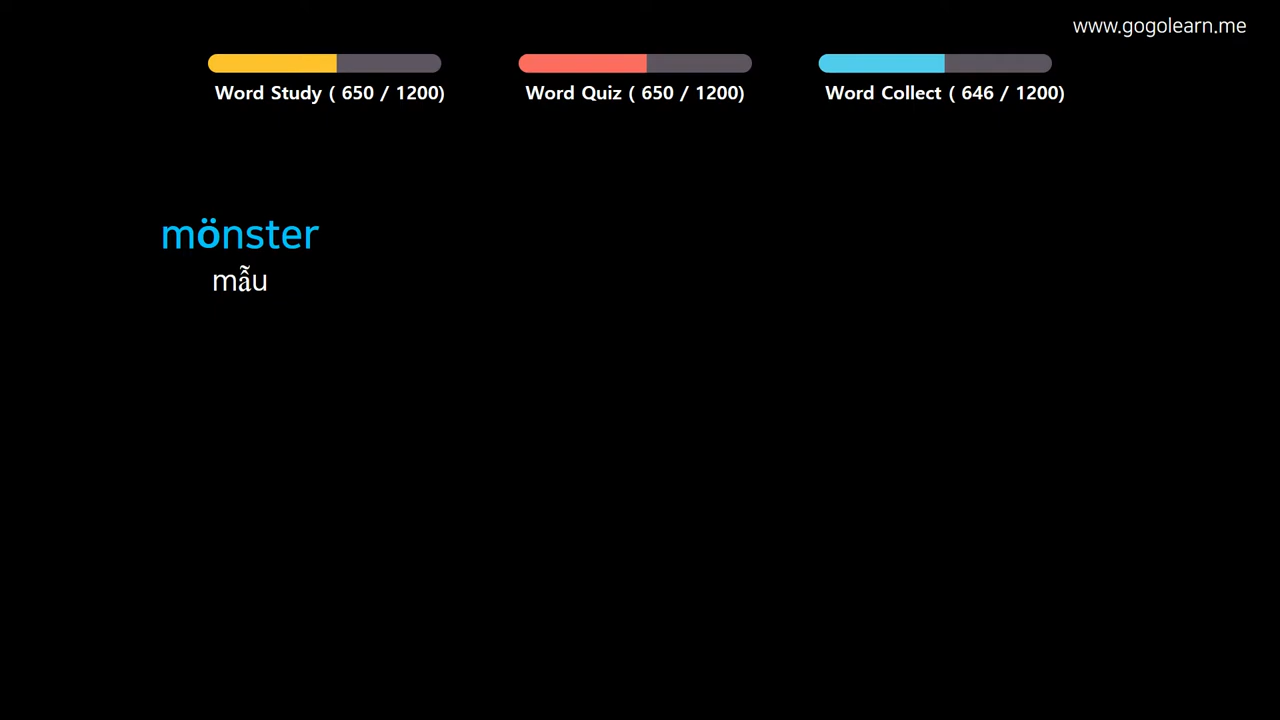 www.gogolearn.me
Word Study ( 650 / 1200)
Word Quiz ( 650 / 1200)
Word Collect ( 646 / 1200)
mönster
mẫu